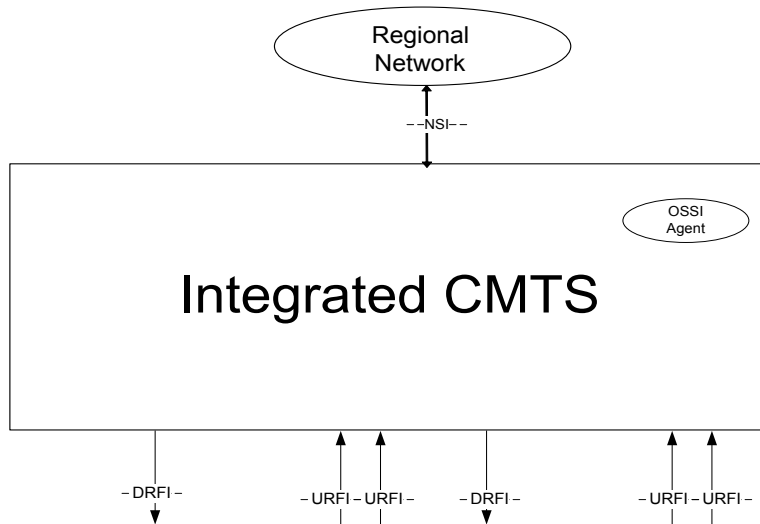 Regional
Network
NSI
OSSI
Agent
Integrated CMTS
DRFI URFI URFI DRFI URFI URFI